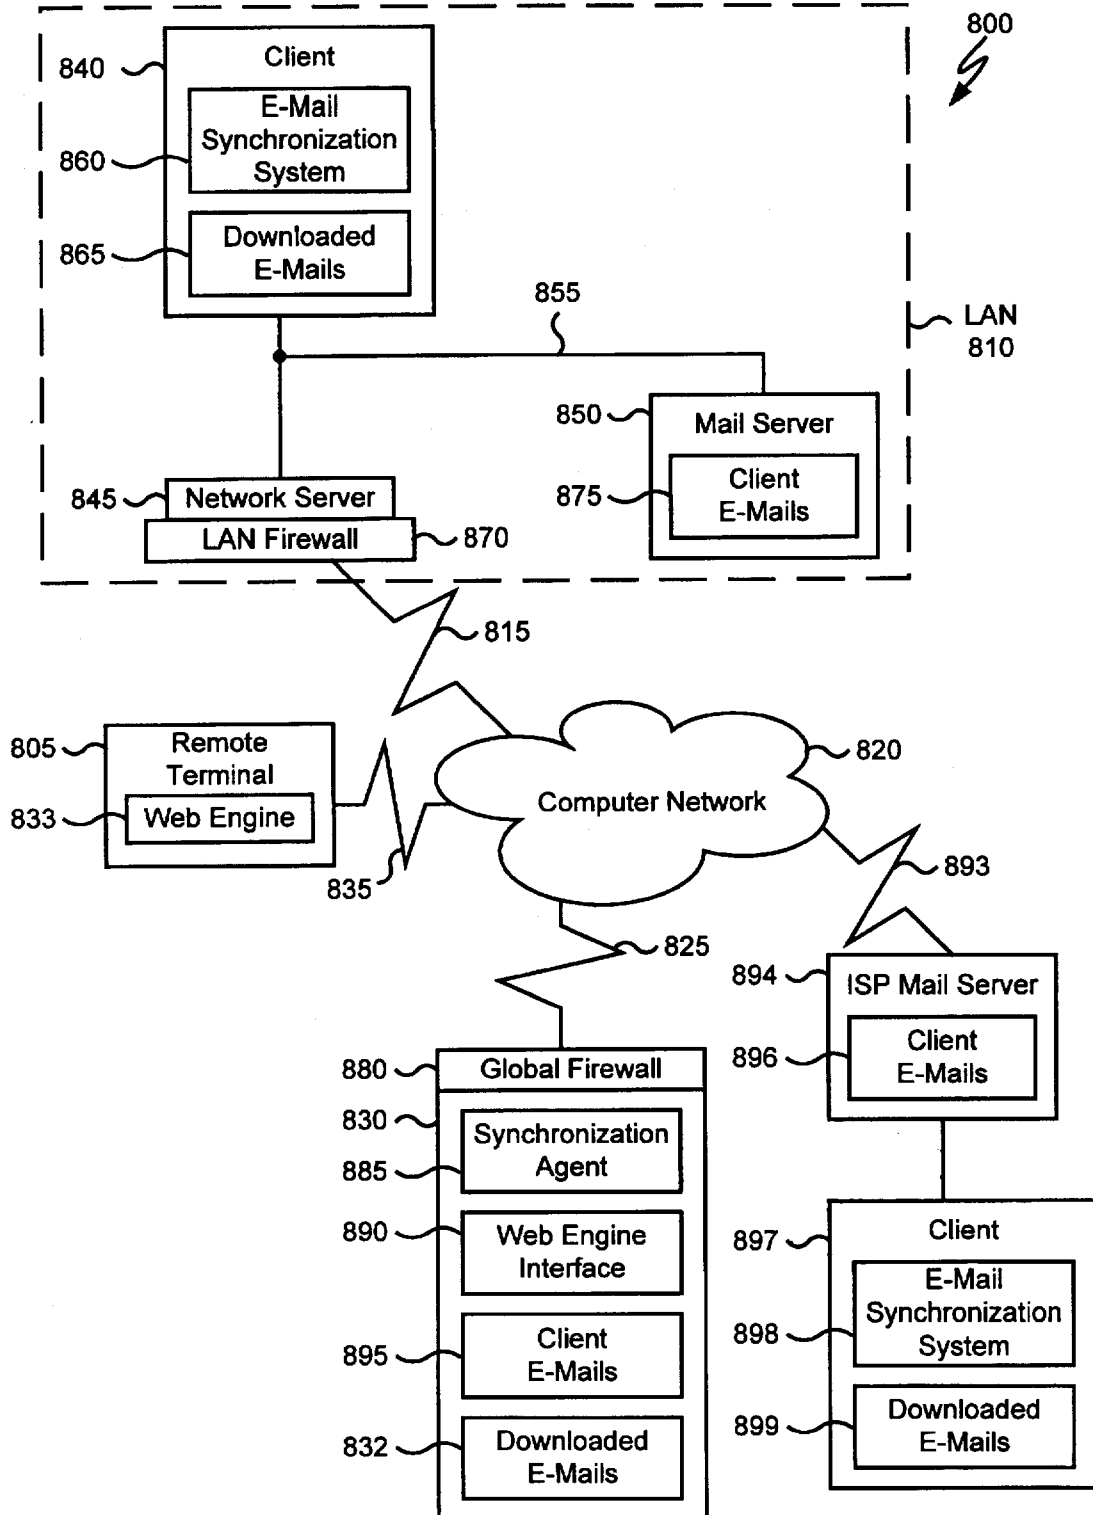 800
840
Client
860
E-Mail
Synchronization
System
865
Downloaded
E-Mails
855
LAN
810
850
Mail Server
875
Client
E-Mails
845
Network Server
LAN Firewall
870
815
805
Remote
Terminal
833
Web Engine
835
820
Computer Network
893
825
894
ISP Mail Server
896
Client
E-Mails
880
Global Firewall
830
885
Synchronization
Agent
890
Web Engine
Interface
895
Client
E-Mails
832
Downloaded
E-Mails
897
Client
898
E-Mail
Synchronization
System
899
Downloaded
E-Mails